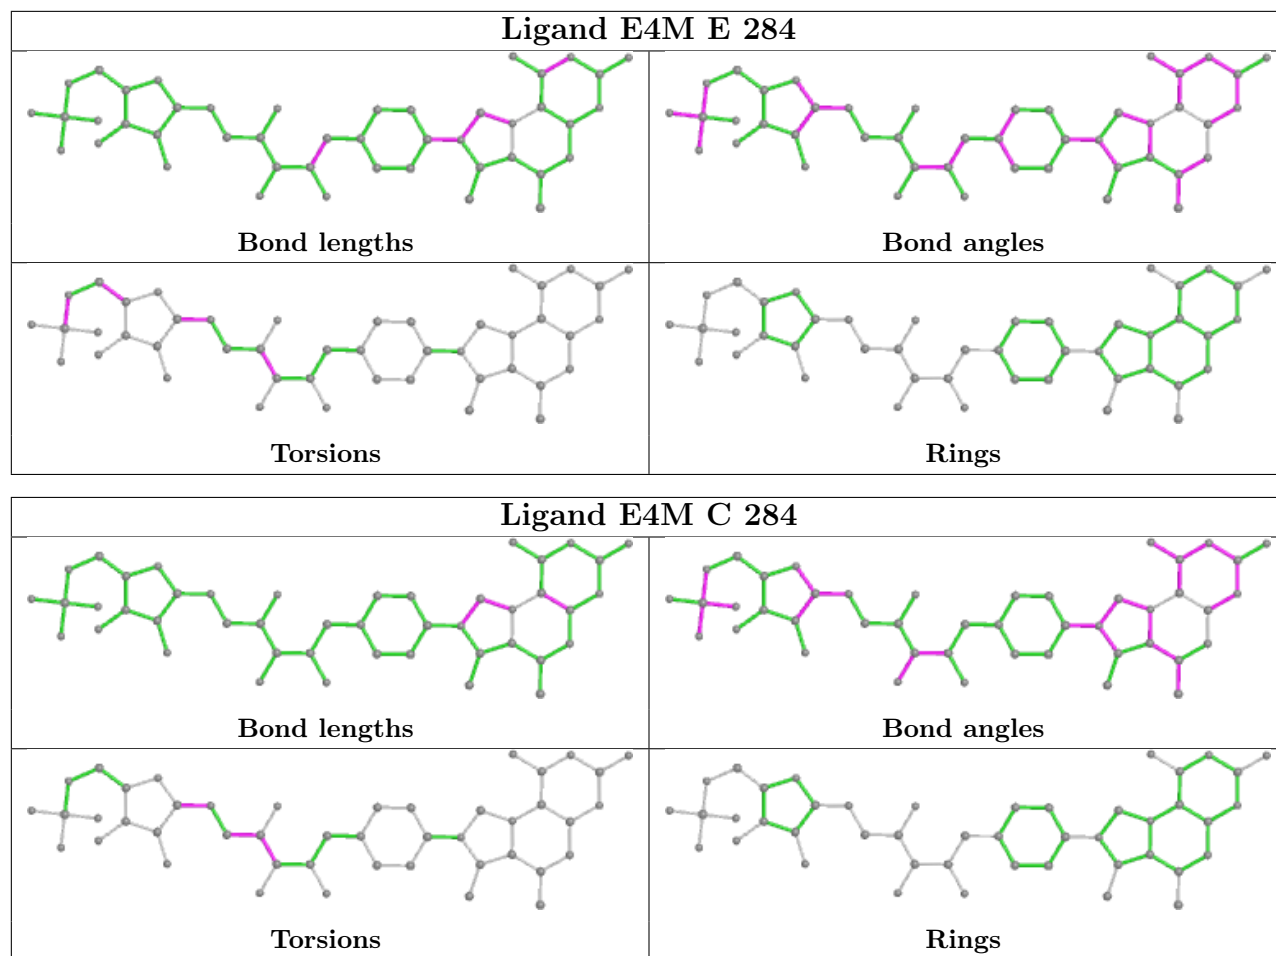 Ligand E4M E 284
Bond lengths
Bond angles
Torsions
Rings
Ligand E4M C 284
Bond lengths
Bond angles
Torsions
Rings